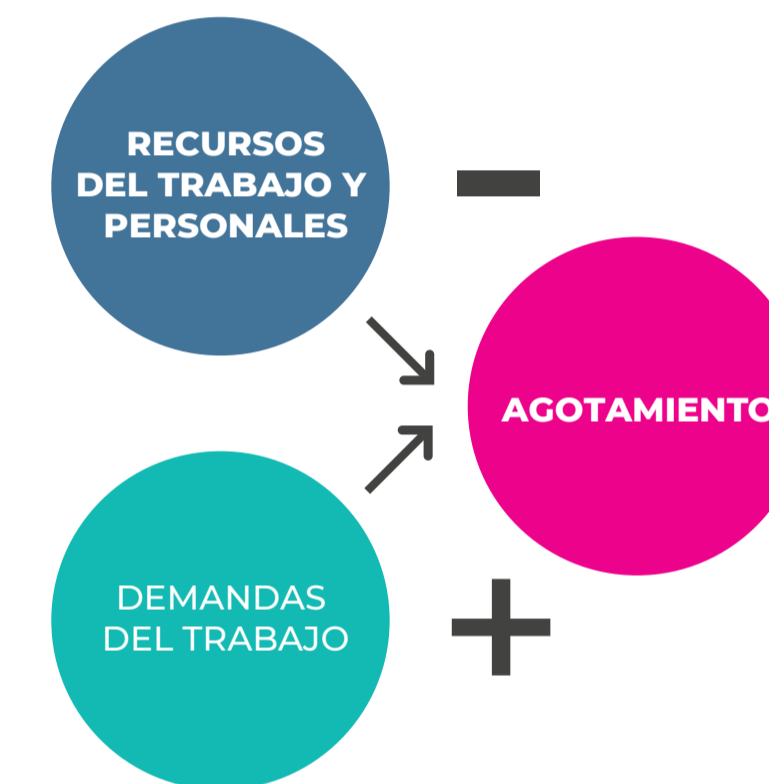 RECURSOS
DEL TRABAJO Y
PERSONALES
AGOTAMIENTO
DEMANDAS
DEL TRABAJO